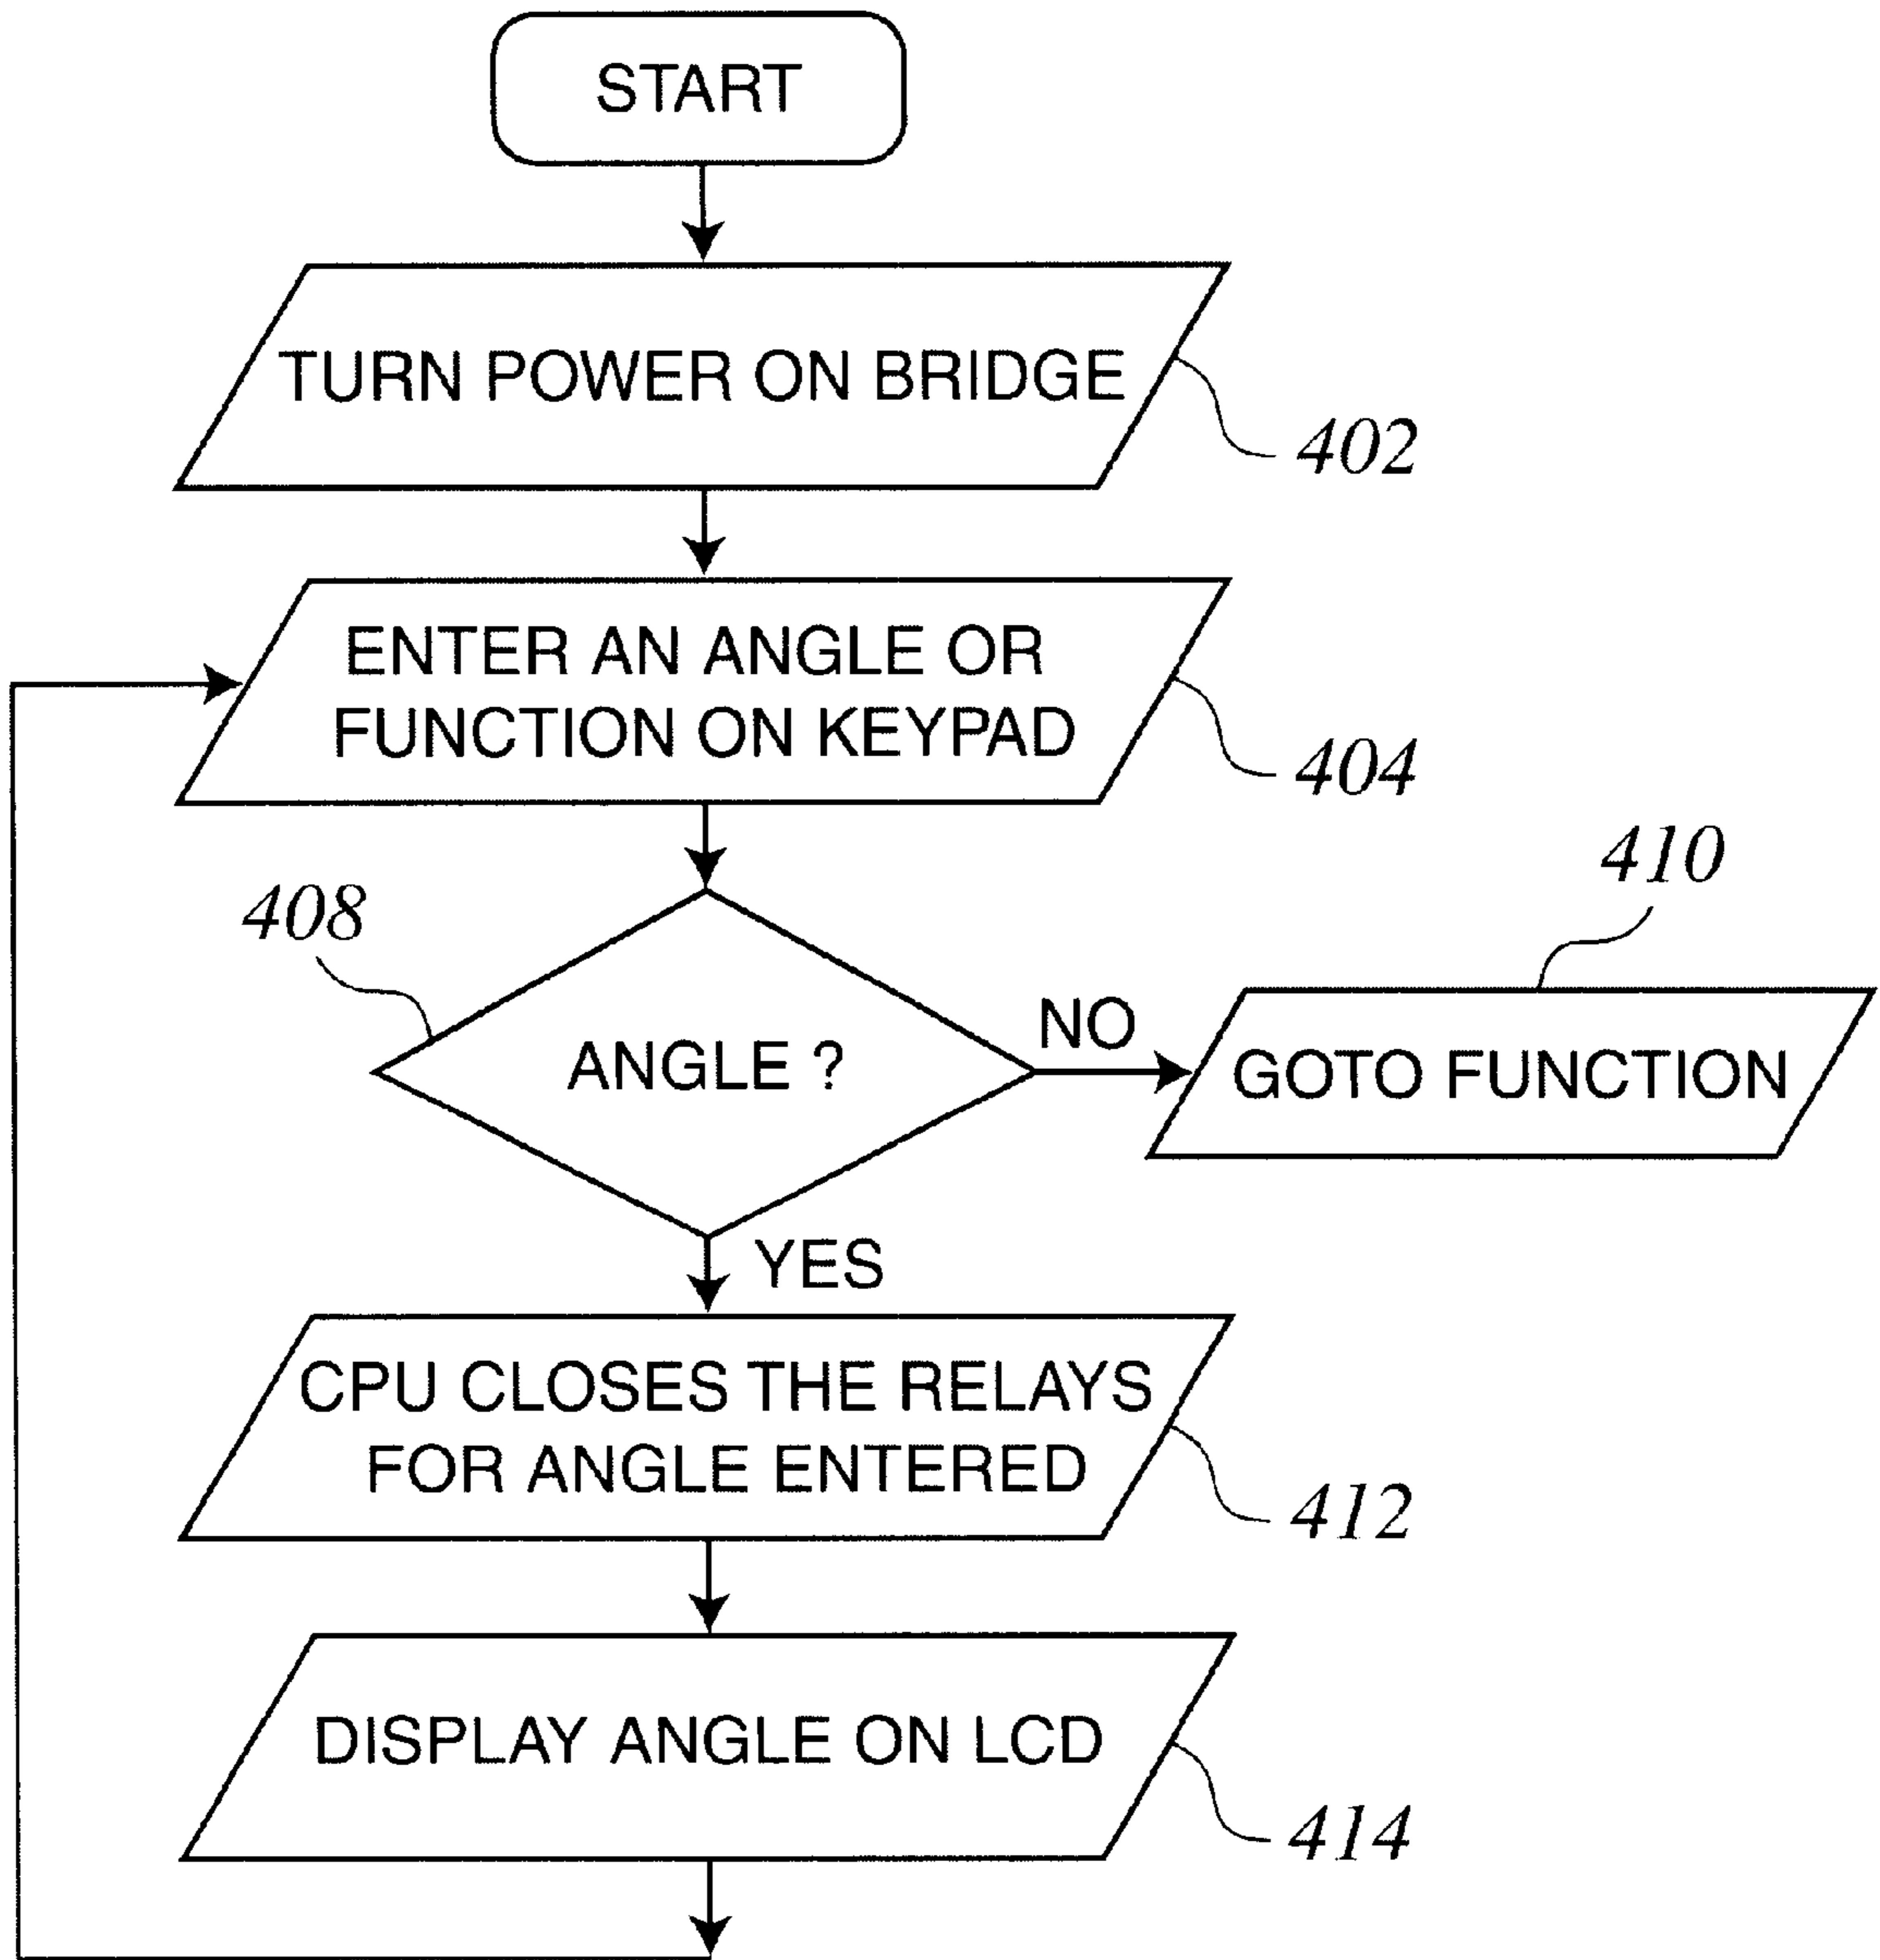 START
TURN POWER ON BRIDGE
402
ENTER AN ANGLE OR
FUNCTION ON KEYPAD
404
408
ANGLE ?
NO
410
GOTO FUNCTION
YES
CPU CLOSES THE RELAYS
FOR ANGLE ENTERED
412
DISPLAY ANGLE ON LCD
414